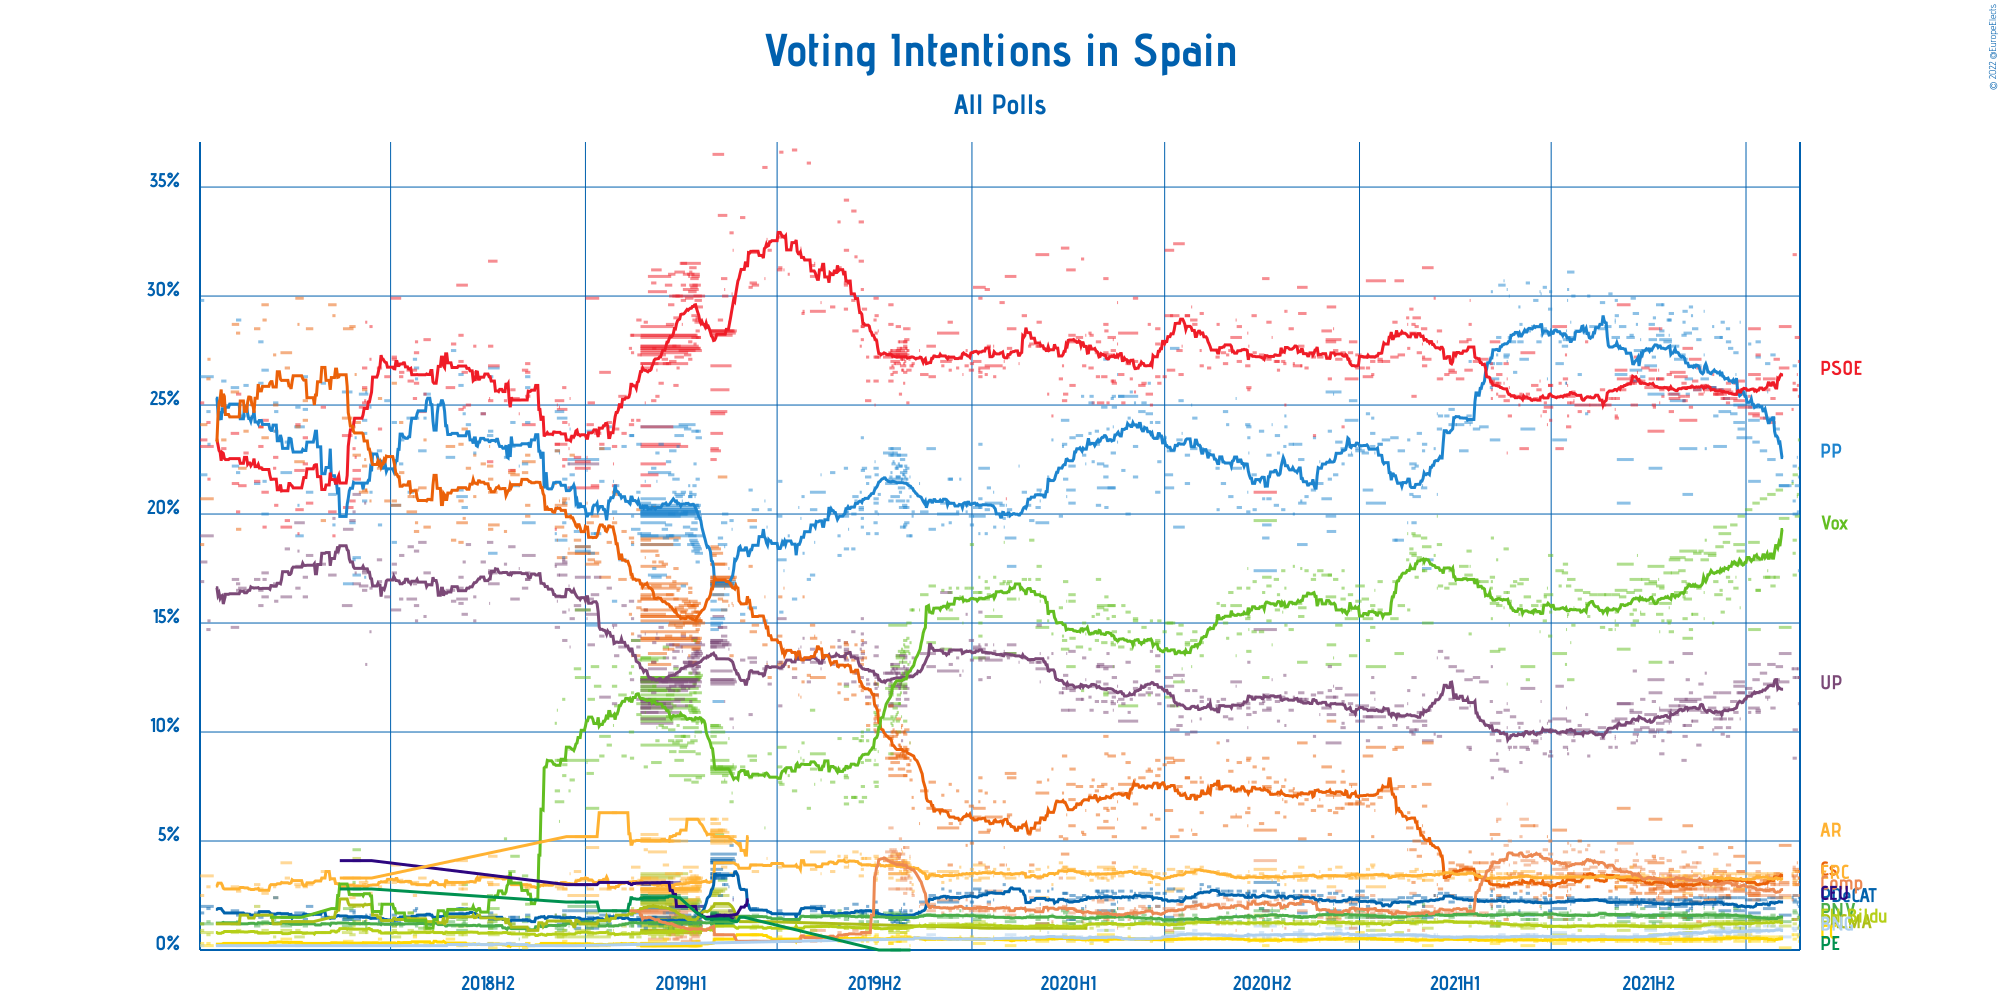 © 2022 @EuropeElects
Voting Intentions in Spain
All Polls
35%
30%
25%
20%
15%
10%
5%
0%
PSOE
PP
Vox
UP
AR
ERC
PDeCAT
PNV
PE
2018H2
2019H1
2019H2
2020H1
2020H2
2021H1
2021H2